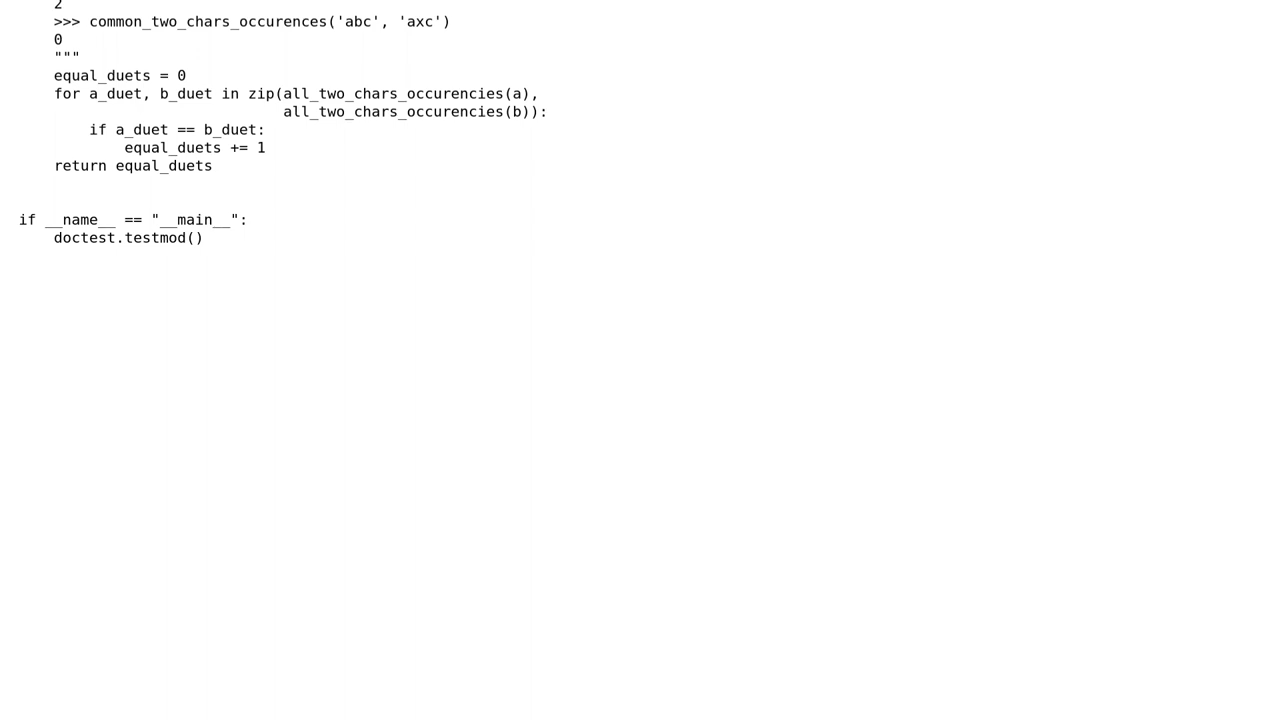 2
>>> common_two_chars_occurences('abc', 'axc')
0
"""
equal_duets = 0
for a_duet, b_duet in zip(all_two_chars_occurencies(a),
all_two_chars_occurencies(b)):
if a_duet == b_duet:
equal_duets += 1
return equal_duets
if __name__ == "__main__":
doctest.testmod()